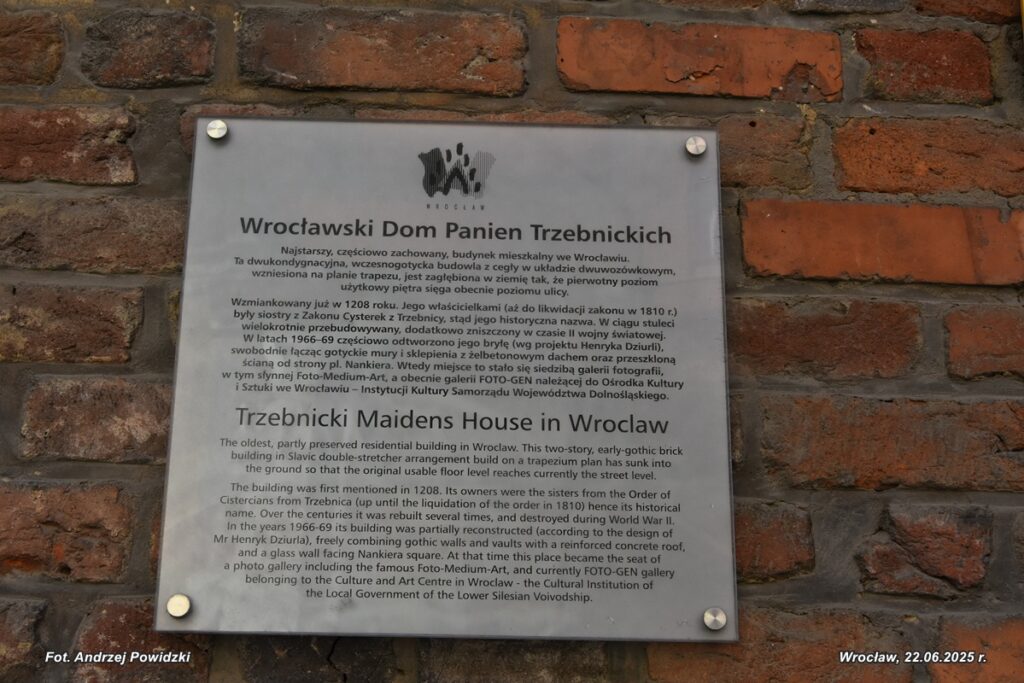 WROCŁAW
Wrocławski Dom Panien Trzebnickich
Najstarszy, częściowo zachowany, budynek mieszkalny we Wrocławiu.
Ta dwukondygnacyjna, wczesnogotycka budowla z cegły w układzie dwuwozówkowym,
wzniesiona na planie trapezu, jest zagłębiona w ziemię tak, że pierwotny poziom
użytkowy piętra sięga obecnie poziomu ulicy.
Wzmiankowany już w 1208 roku. Jego właścicielkami (aż do likwidacji zakonu w 1810 r.)
były siostry z Zakonu Cysterek z Trzebnicy, stąd jego historyczna nazwa. W ciągu stuleci
wielokrotnie przebudowywany, dodatkowo zniszczony w czasie II wojny światowej.
W latach 1966–69 częściowo odtworzono jego bryłę (wg projektu Henryka Dziurli),
swobodnie łącząc gotyckie mury i sklepienia z żelbetonowym dachem oraz przeszkloną
ścianą od strony pl. Nankiera. Wtedy miejsce to stało się siedzibą galerii fotografii,
w tym słynnej Foto-Medium-Art, a obecnie galerii FOTO-GEN należącej do Ośrodka Kultury
i Sztuki we Wrocławiu – Instytucji Kultury Samorządu Województwa Dolnośląskiego.
Trzebnicki Maidens House in Wroclaw
The oldest, partly preserved residential building in Wroclaw. This two-story, early-gothic brick
building in Slavic double-stretcher arrangement build on a trapezium plan has sunk into
the ground so that the original usable floor level reaches currently the street level.
The building was first mentioned in 1208. Its owners were the sisters from the Order of
Cistercians from Trzebnica (up until the liquidation of the order in 1810) hence its historical
name. Over the centuries it was rebuilt several times, and destroyed during World War II.
In the years 1966-69 its building was partially reconstructed (according to the design of
Mr Henryk Dziurla), freely combining gothic walls and vaults with a reinforced concrete roof,
and a glass wall facing Nankiera square. At that time this place became the seat of
a photo gallery including the famous Foto-Medium-Art, and currently FOTO-GEN gallery
belonging to the Culture and Art Centre in Wroclaw - the Cultural Institution of
the Local Government of the Lower Silesian Voivodship.
Fot. Andrzej Powidzki
Wrocław, 22.06.2025 r.